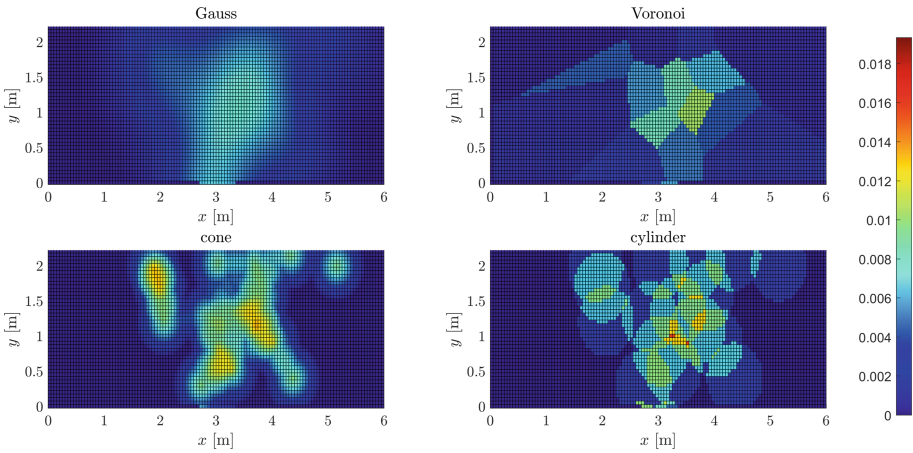 Gauss
2
1.5
1
0.5
0
y [m]
0 1 2 3 4 5 6
x [m]
Voronoi
2
1.5
1
0.5
0
y [m]
0 1 2 3 4 5 6
x [m]
cone
2
1.5
1
0.5
0
y [m]
0 1 2 3 4 5 6
x [m]
cylinder
2
1.5
1
0.5
0
y [m]
0 1 2 3 4 5 6
x [m]
0.018
0.016
0.014
0.012
0.01
0.008
0.006
0.004
0.002
0